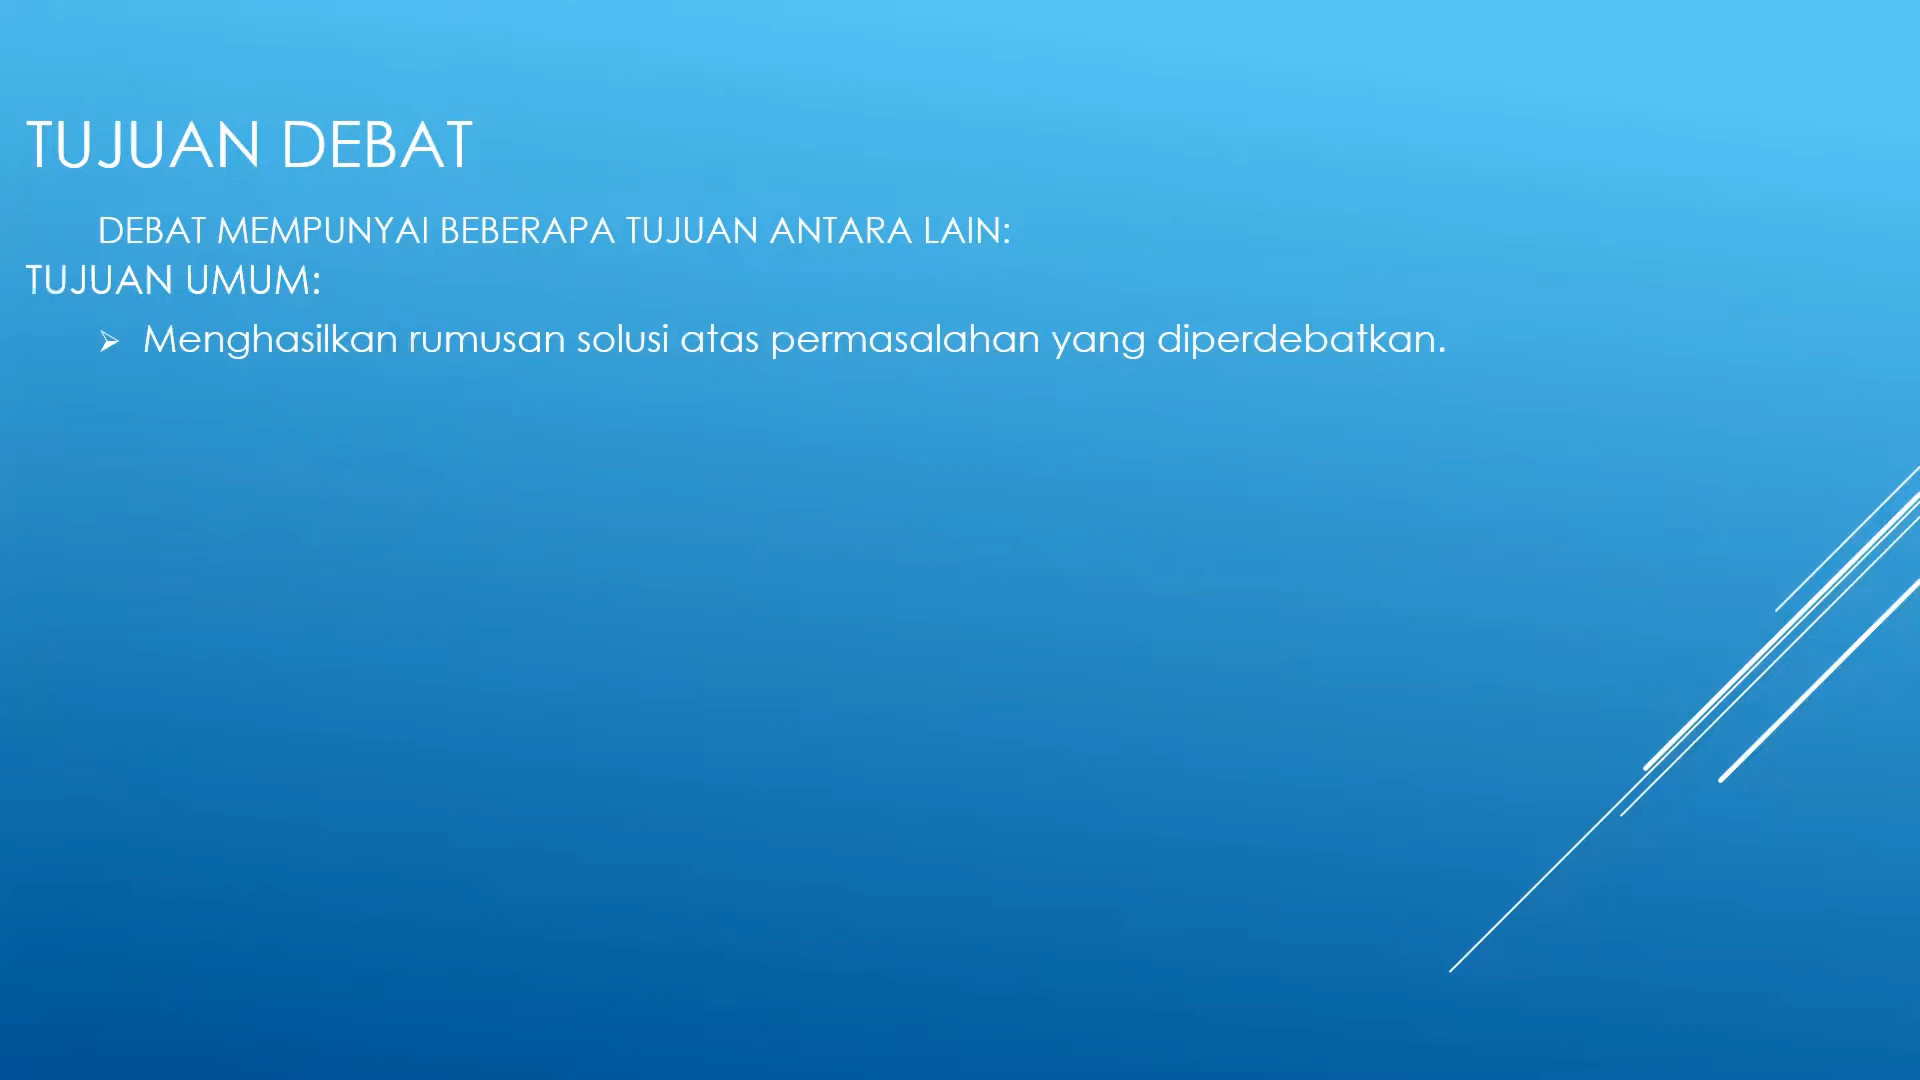 TUJUAN DEBAT
DEBAT MEMPUNYAI BEBERAPA TUJUAN ANTARA LAIN:
TUJUAN UMUM:
➢ Menghasilkan rumusan solusi atas permasalahan yang diperdebatkan.